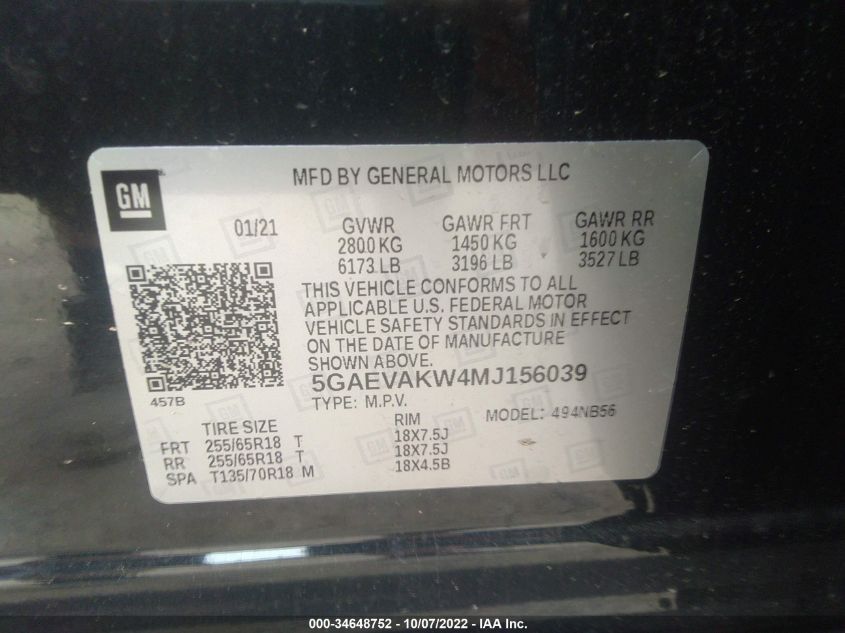 GM
MFD BY GENERAL MOTORS LLC
01/21 GVWR GAWR FRT GAWR RR
2800 KG 1450 KG 1600 KG
6173 LB 3196 LB 3527 LB
THIS VEHICLE CONFORMS TO ALL
APPLICABLE U.S. FEDERAL MOTOR
VEHICLE SAFETY STANDARDS IN EFFECT
ON THE DATE OF MANUFACTURE
SHOWN ABOVE.
5GAEVAKW4MJ156039
457B
TYPE: M.P.V. MODEL: 494NB56
TIRE SIZE RIM
FRT 255/65R18 T 18X7.5J
RR 255/65R18 T 18X7.5J
SPA T135/70R18 M 18X4.5B
000-34648752 - 10/07/2022 - IAA Inc.